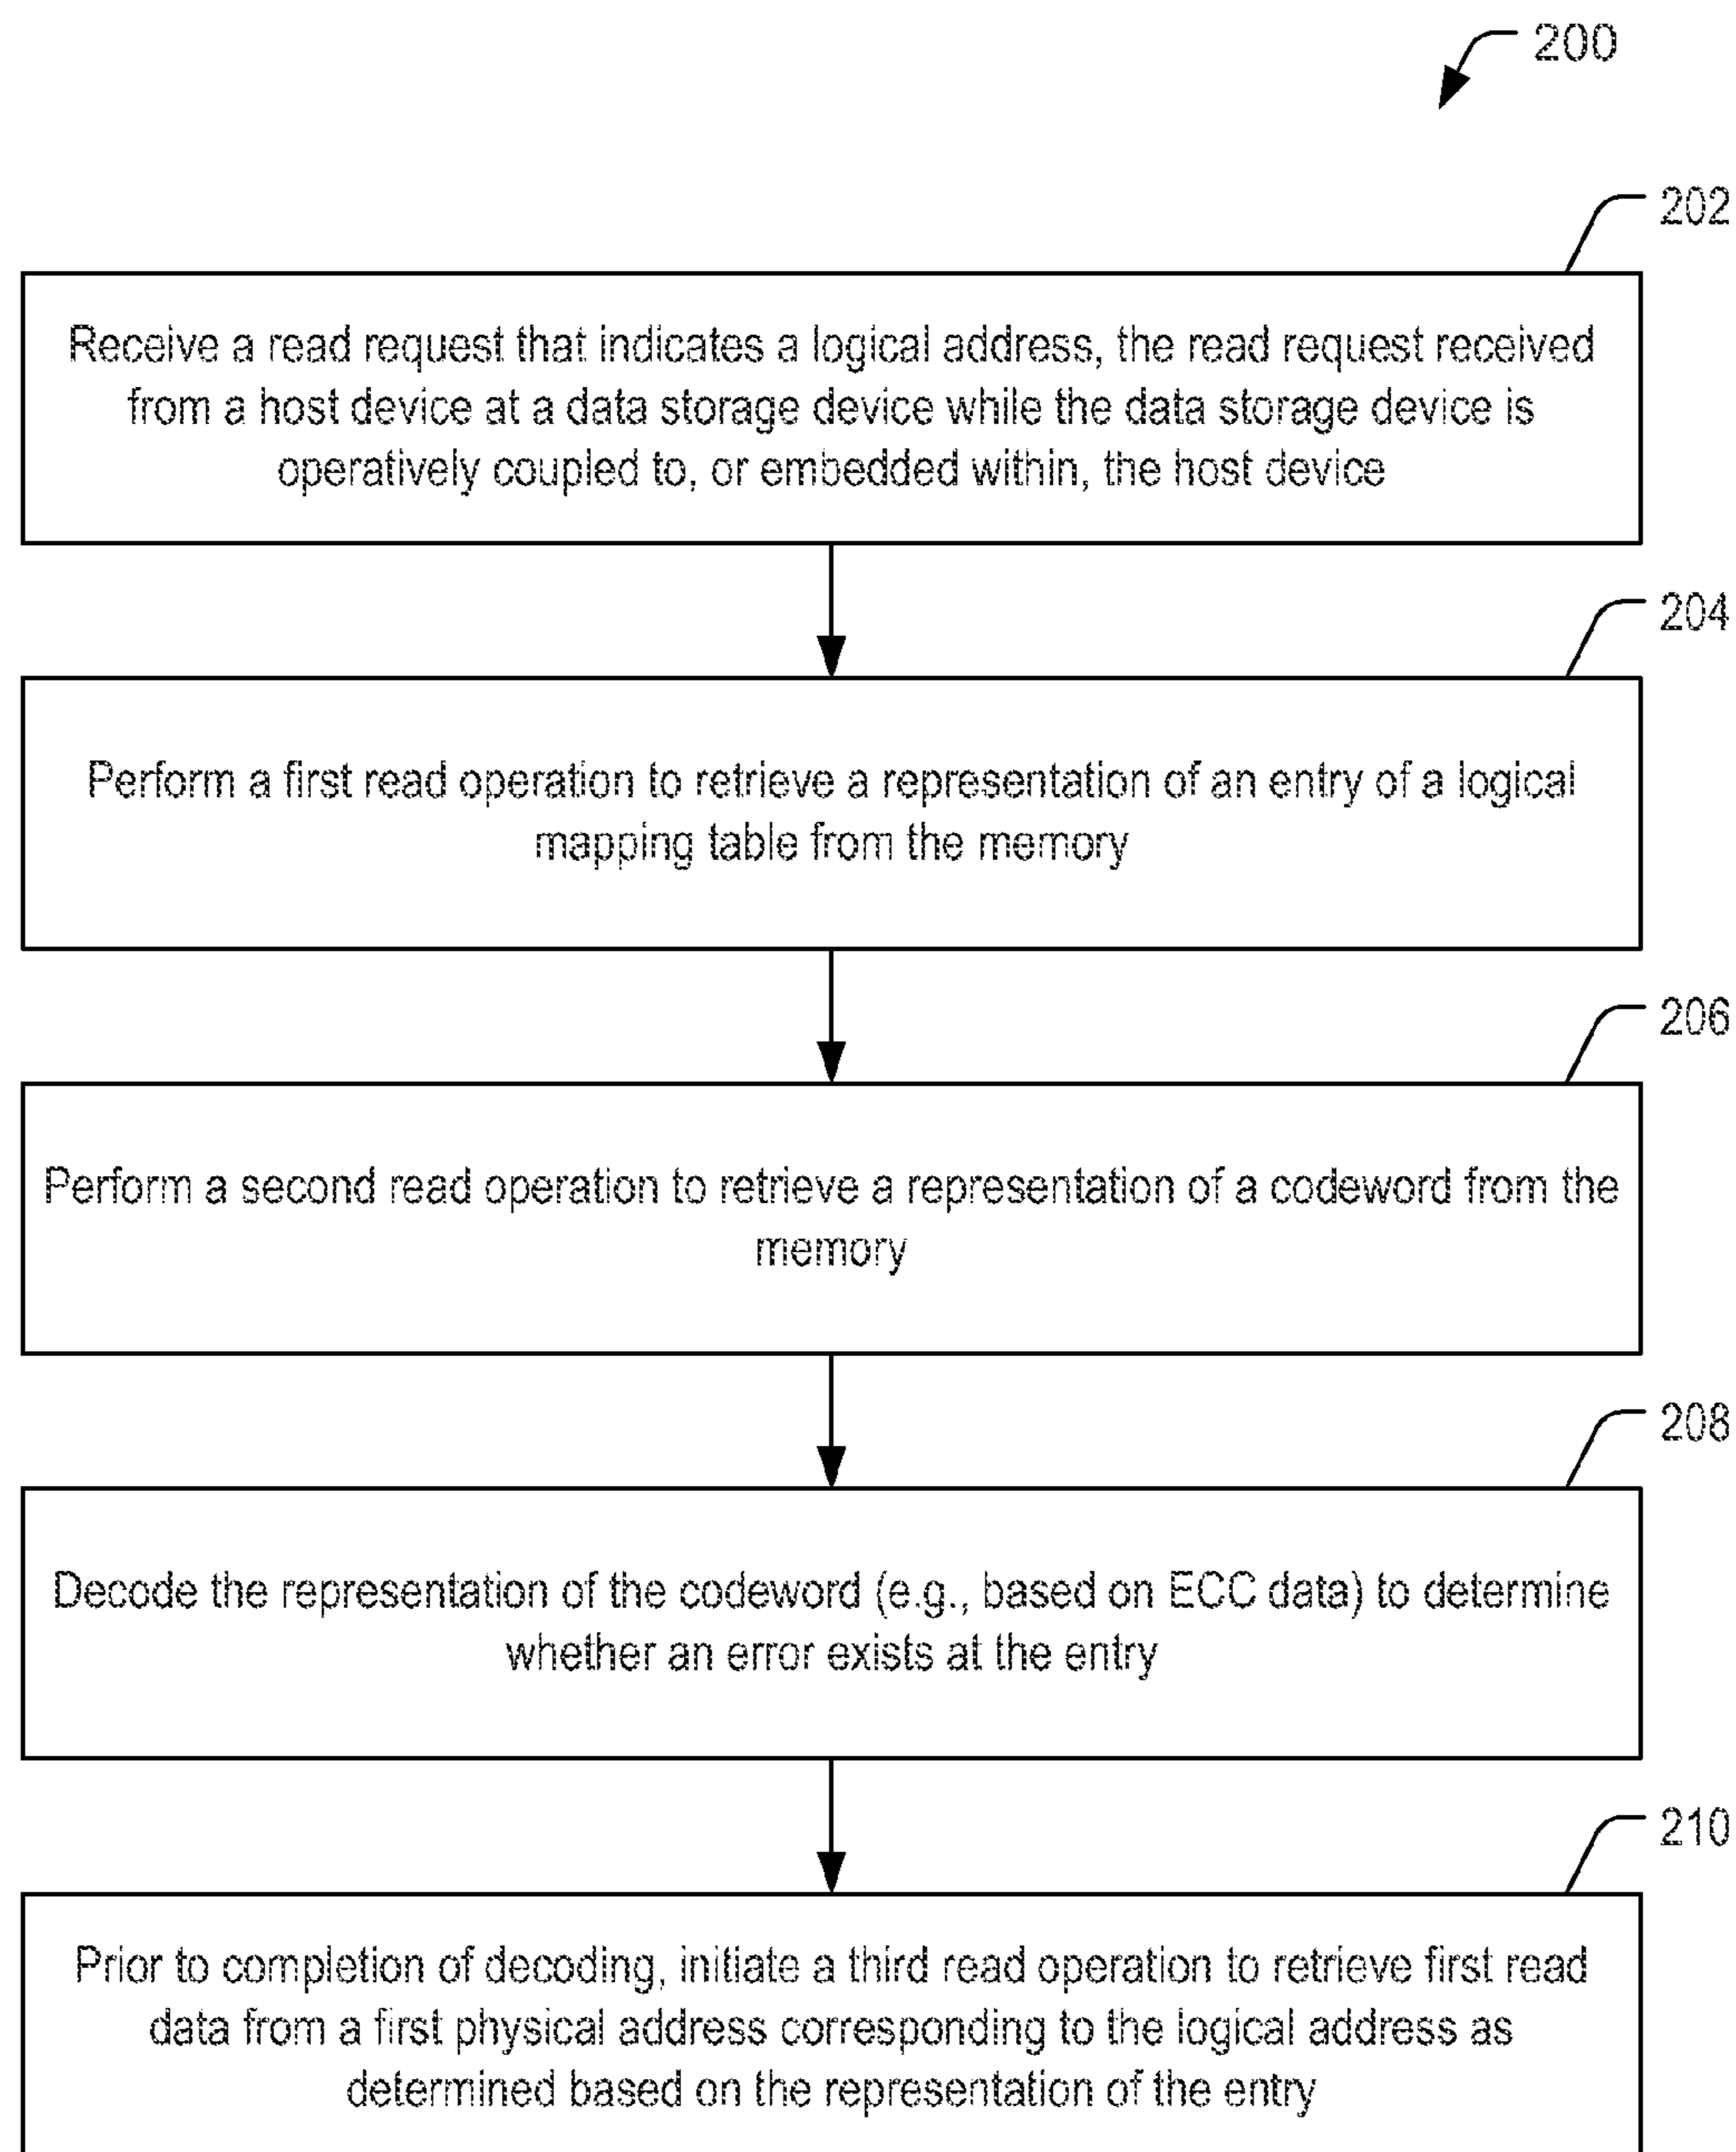 200
202
Receive a read request that indicates a logical address, the read request received
from a host device at a data storage device while the data storage device is
operatively coupled to, or embedded within, the host device
204
Perform a first read operation to retrieve a representation of an entry of a logical
mapping table from the memory
206
Perform a second read operation to retrieve a representation of a codeword from the
memory
208
Decode the representation of the codeword (e.g., based on ECC data) to determine
whether an error exists at the entry
210
Prior to completion of decoding, initiate a third read operation to retrieve first read
data from a first physical address corresponding to the logical address as
determined based on the representation of the entry